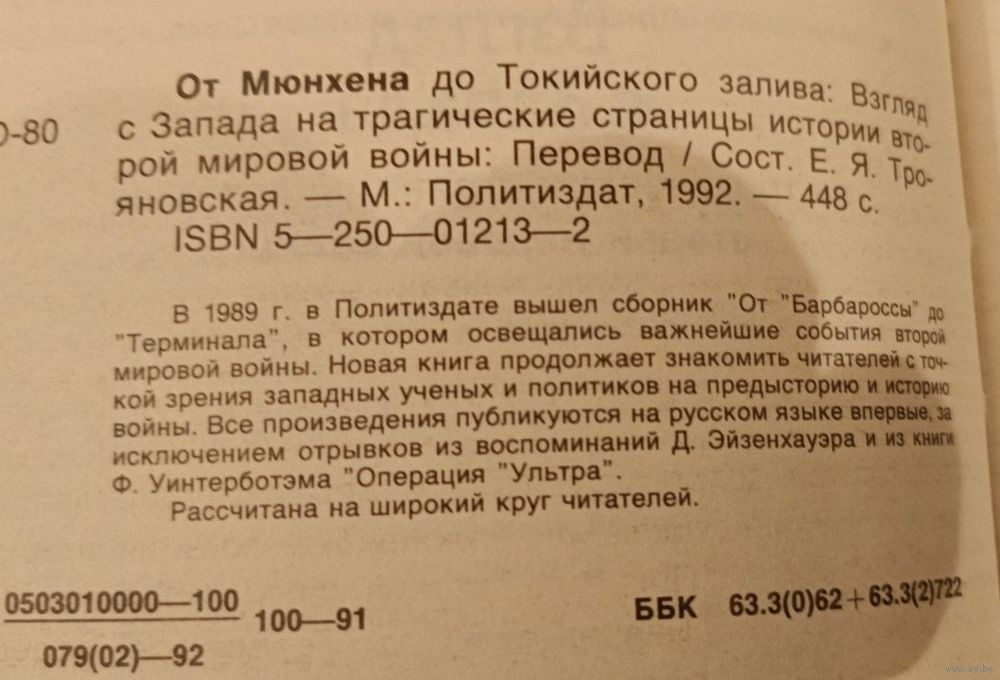 От Мюнхена до Токийского залива: Взгляд
О-80 с Запада на трагические страницы истории вто-
рой мировой войны: Перевод / Сост. Е. Я. Тро-
яновская. — М.: Политиздат, 1992. — 448 с.
ISBN 5—250—01213—2
В 1989 г. в Политиздате вышел сборник "От "Барбароссы" до
"Терминала", в котором освещались важнейшие события второй
мировой войны. Новая книга продолжает знакомить читателей с точ-
кой зрения западных ученых и политиков на предысторию и историю
войны. Все произведения публикуются на русском языке впервые, за
исключением отрывков из воспоминаний Д. Эйзенхауэра и из книги
Ф. Уинтерботэма "Операция "Ультра".
Рассчитана на широкий круг читателей.
0503010000—100
079(02)—92
100—91
ББК 63.3(0)62+63.3(2)722
www.ay.by